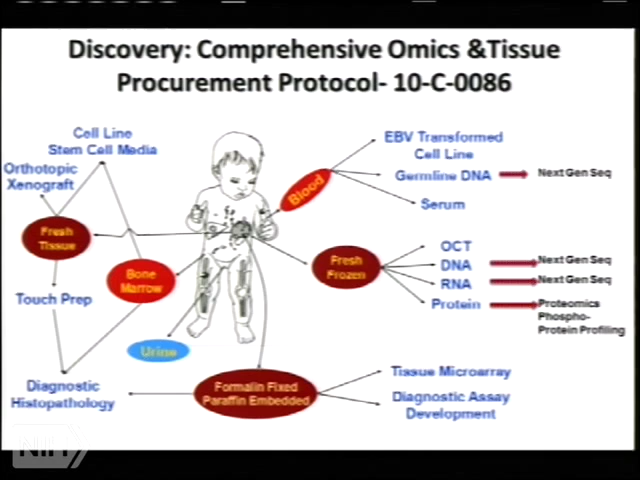 Discovery: Comprehensive Omics &Tissue
Procurement Protocol- 10-C-0086
Cell Line
Stem Cell Media
Orthotopic
Xenograft
Fresh
Tissue
Bone
Marrow
Touch Prep
Urine
Diagnostic
Histopathology
Blood
EBV Transformed
Cell Line
Germline DNA
Next Gen Seq
Serum
Fresh
Frozen
OCT
DNA
Next Gen Seq
RNA
Next Gen Seq
Protein
Proteomics
Phospho-
Protein Profiling
Formalin Fixed
Paraffin Embedded
Tissue Microarray
Diagnostic Assay
Development
NIH